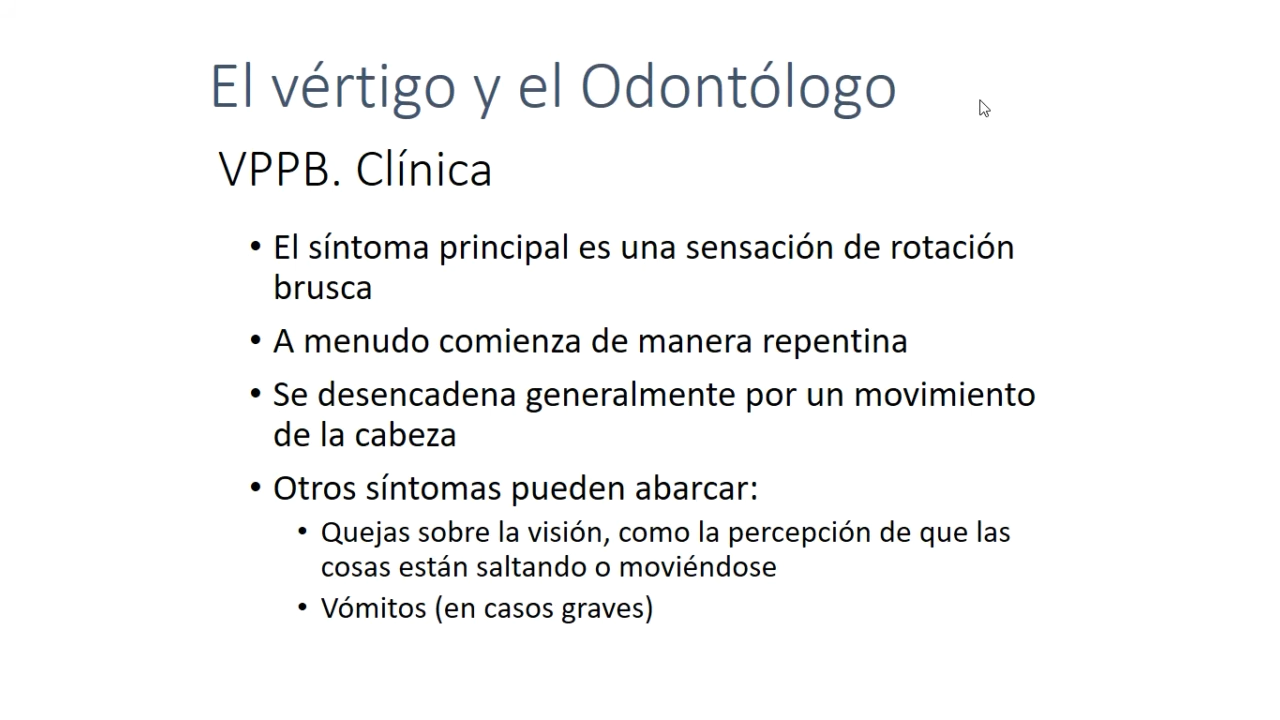 El vértigo y el Odontólogo
VPPB. Clínica
• El síntoma principal es una sensación de rotación
brusca
• A menudo comienza de manera repentina
• Se desencadena generalmente por un movimiento
de la cabeza
• Otros síntomas pueden abarcar:
• Quejas sobre la visión, como la percepción de que las
cosas están saltando o moviéndose
• Vómitos (en casos graves)